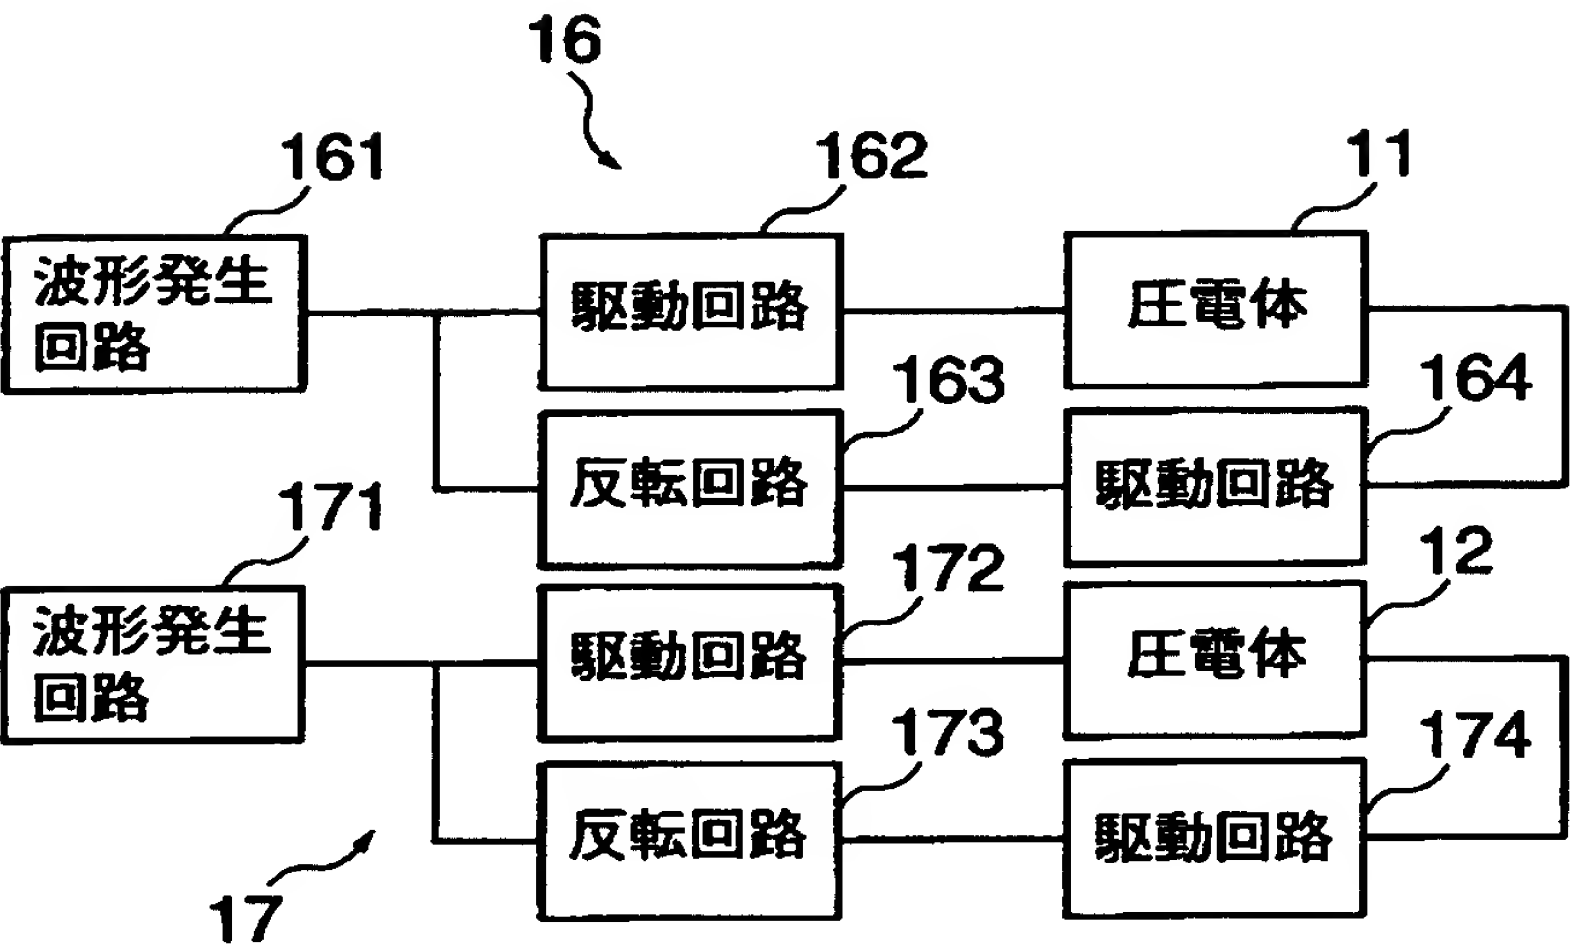 16
161
162
11
波形発生
回路
駆動回路
圧電体
163
164
反転回路
駆動回路
171
172
12
波形発生
回路
駆動回路
圧電体
173
174
反転回路
駆動回路
17